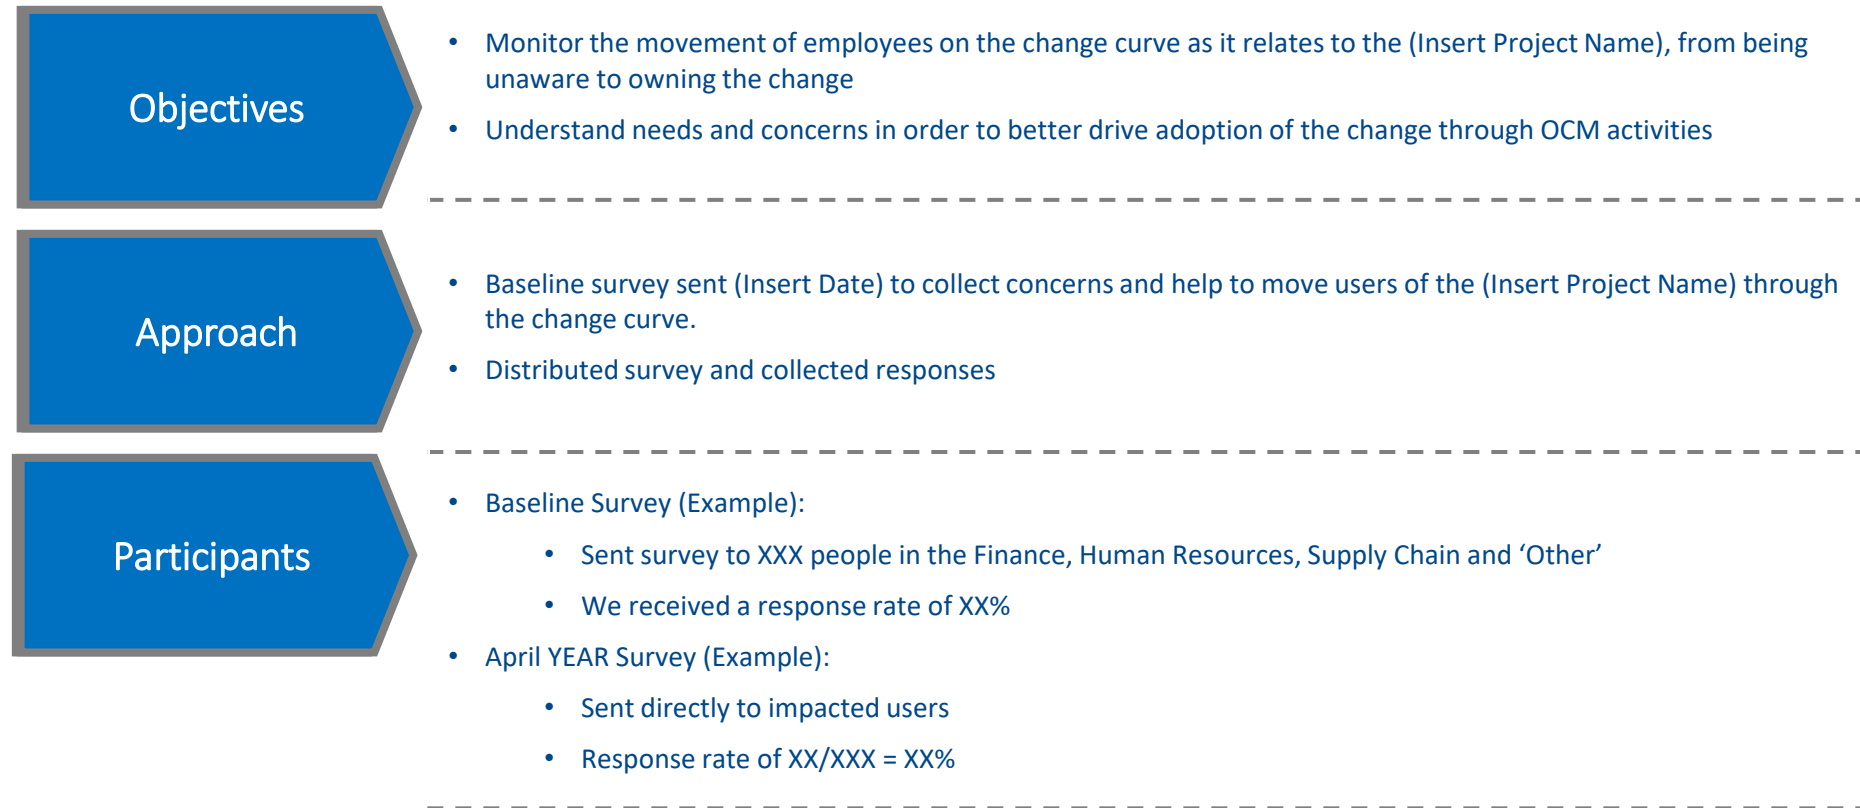 Objectives
• Monitor the movement of employees on the change curve as it relates to the (Insert Project Name), from being
unaware to owning the change
• Understand needs and concerns in order to better drive adoption of the change through OCM activities
Approach
• Baseline survey sent (Insert Date) to collect concerns and help to move users of the (Insert Project Name) through
the change curve.
• Distributed survey and collected responses
Participants
• Baseline Survey (Example):
• Sent survey to XXX people in the Finance, Human Resources, Supply Chain and ‘Other’
• We received a response rate of XX%
• April YEAR Survey (Example):
• Sent directly to impacted users
• Response rate of XX/XXX = XX%